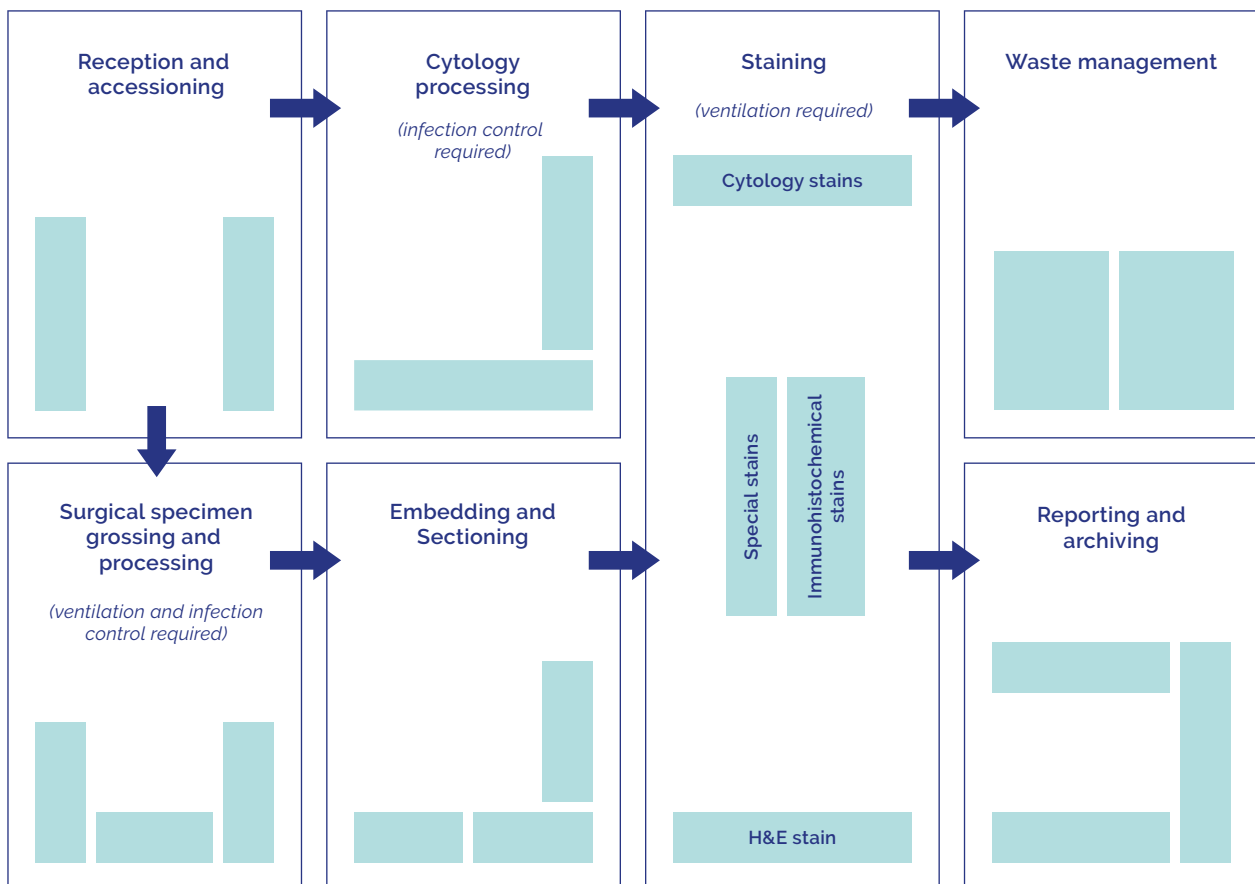 Reception and
accessioning
Cytology
processing
(infection control
required)
Staining
(ventilation required)
Cytology stains
Special stains
Immunohistochemical
stains
H&E stain
Waste management
Surgical specimen
grossing and
processing
(ventilation and infection
control required)
Embedding and
Sectioning
Reporting and
archiving